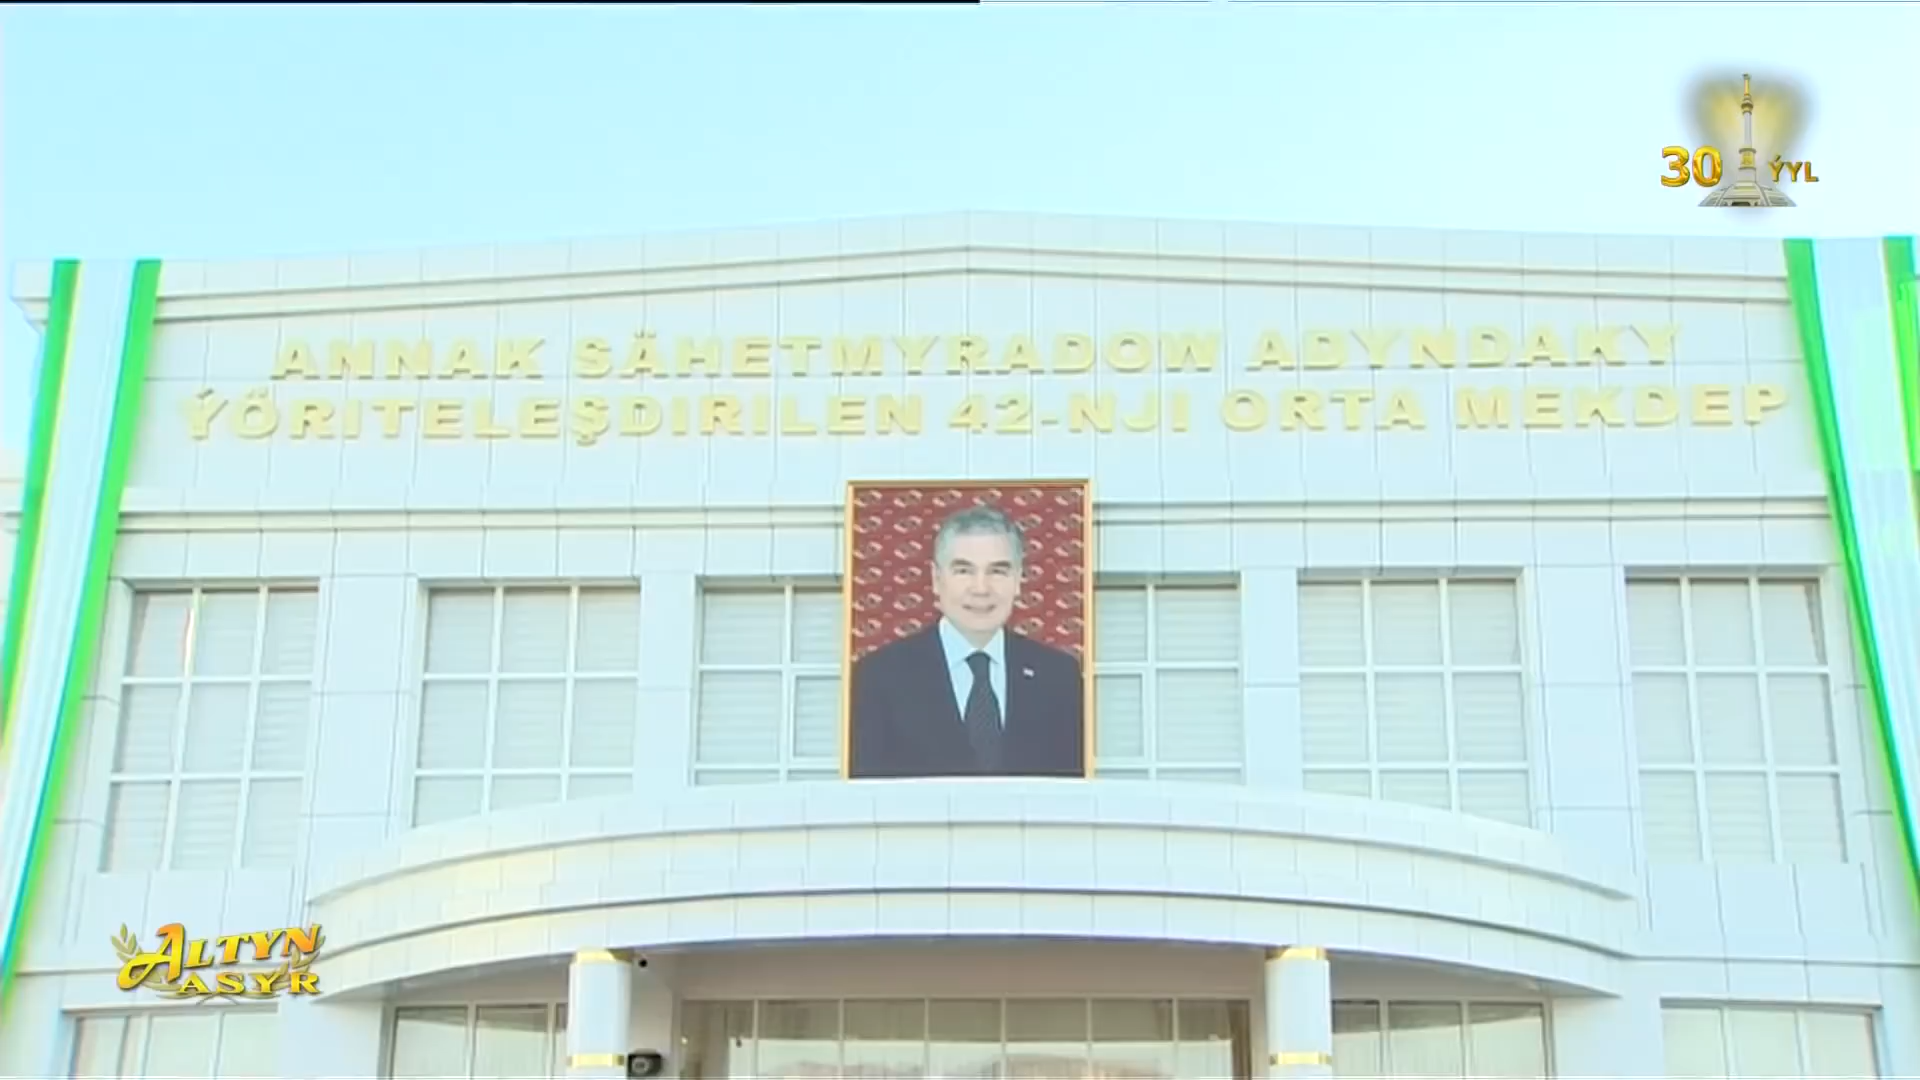 30 ÝYL
ANNAK SÄHETMYRADOW ADYNDAKY
ÝÖRITELEŞDIRILEN 42-NJI ORTA MEKDEP
ALTYN
ASYR